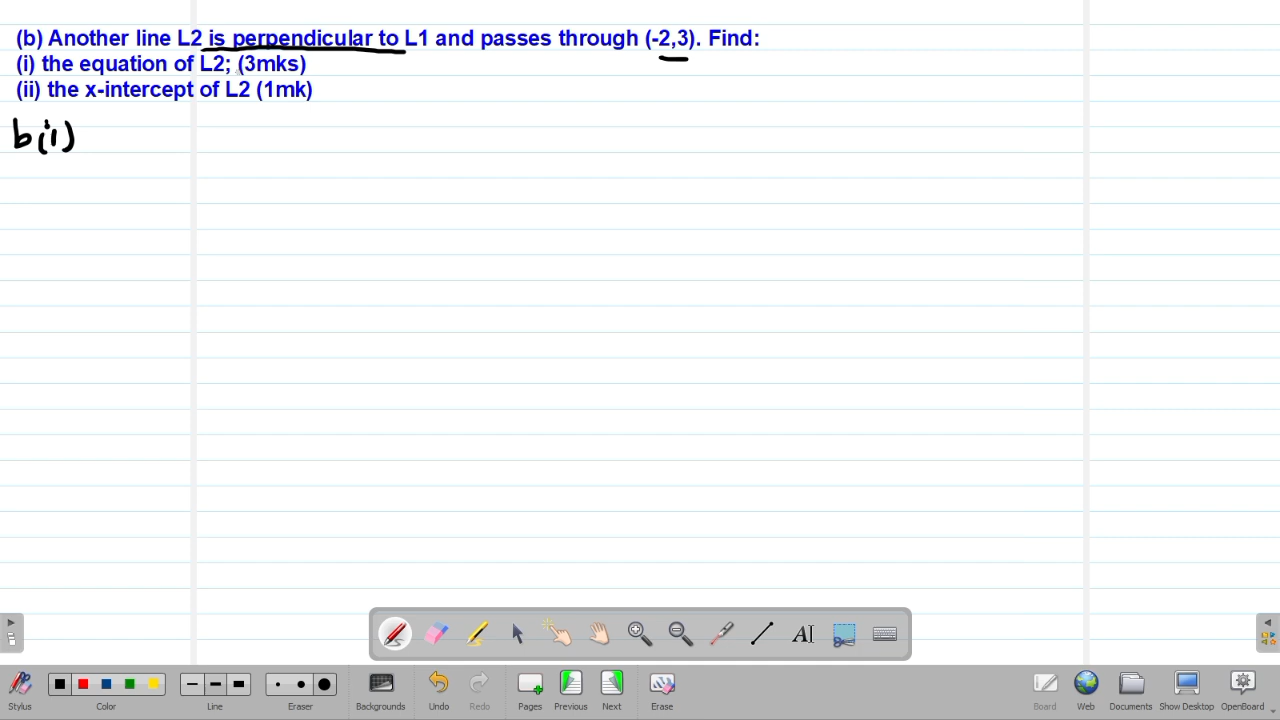 (b) Another line L2 is perpendicular to L1 and passes through (-2,3). Find:
(i) the equation of L2; (3mks)
(ii) the x-intercept of L2 (1mk)
b(i)
Stylus Color Line Eraser Backgrounds Undo Redo Pages Previous Next Erase Board Web Documents Show Desktop OpenBoard